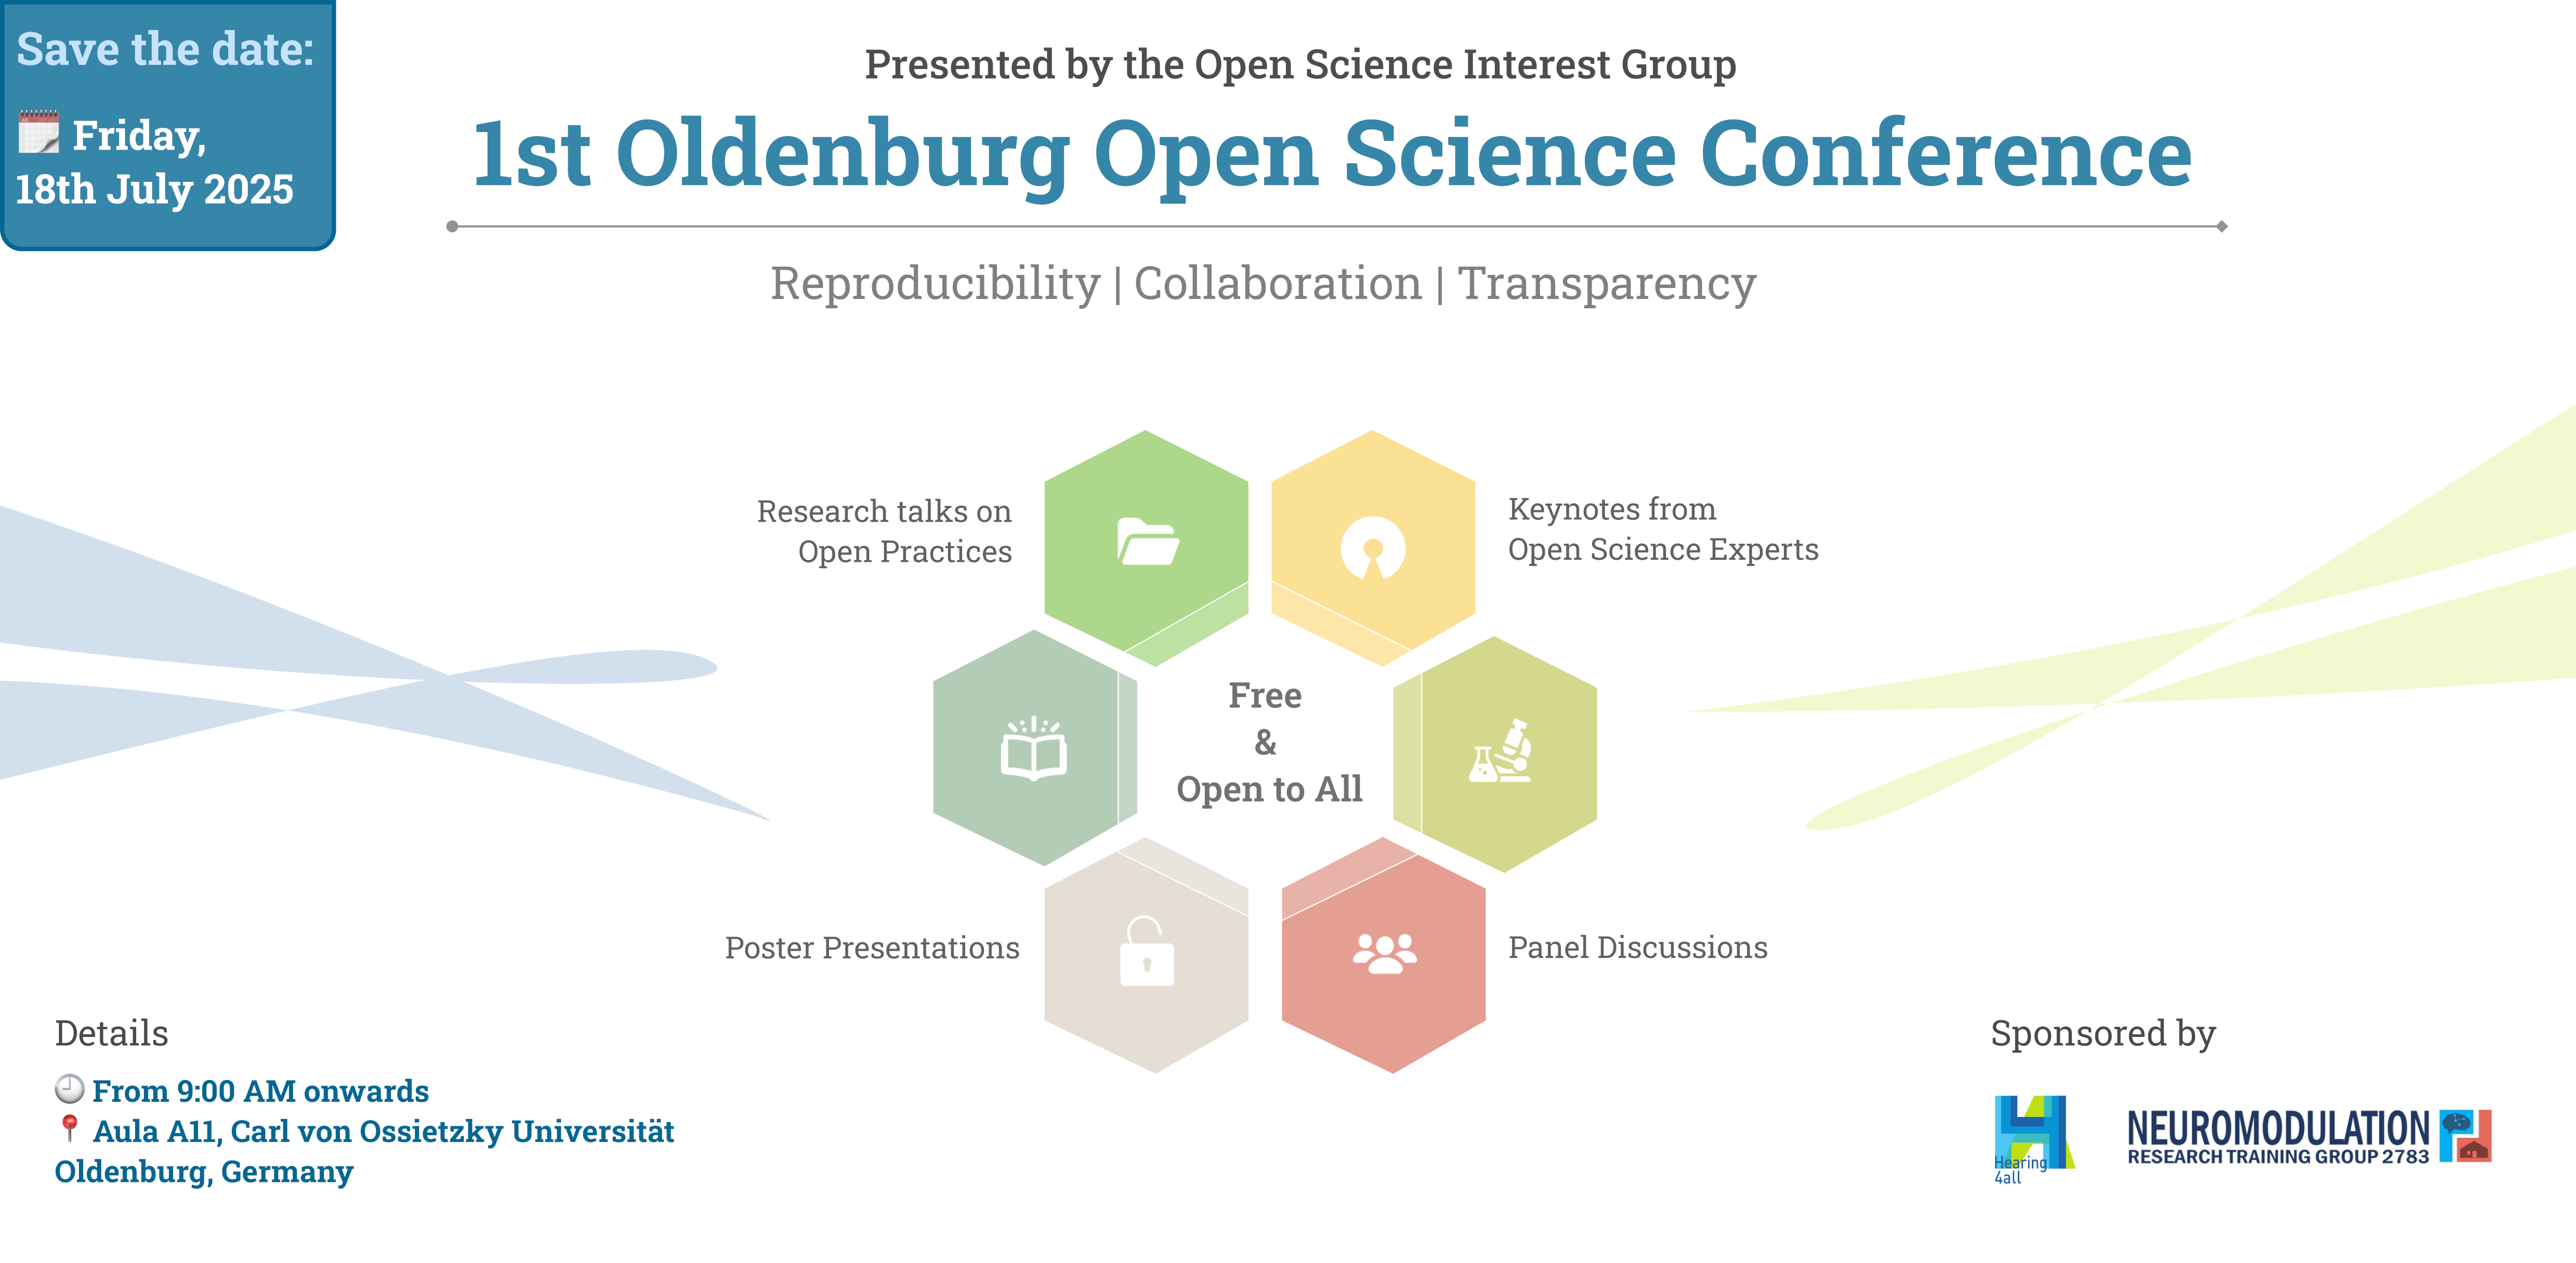 Save the date:
Friday,
18th July 2025
Presented by the Open Science Interest Group
1st Oldenburg Open Science Conference
Reproducibility | Collaboration | Transparency
Research talks on
Open Practices
Keynotes from
Open Science Experts
Free
&
Open to All
Poster Presentations
Panel Discussions
Details
From 9:00 AM onwards
Aula A11, Carl von Ossietzky Universität
Oldenburg, Germany
Sponsored by
Hearing
4all
NEUROMODULATION
RESEARCH TRAINING GROUP 2783